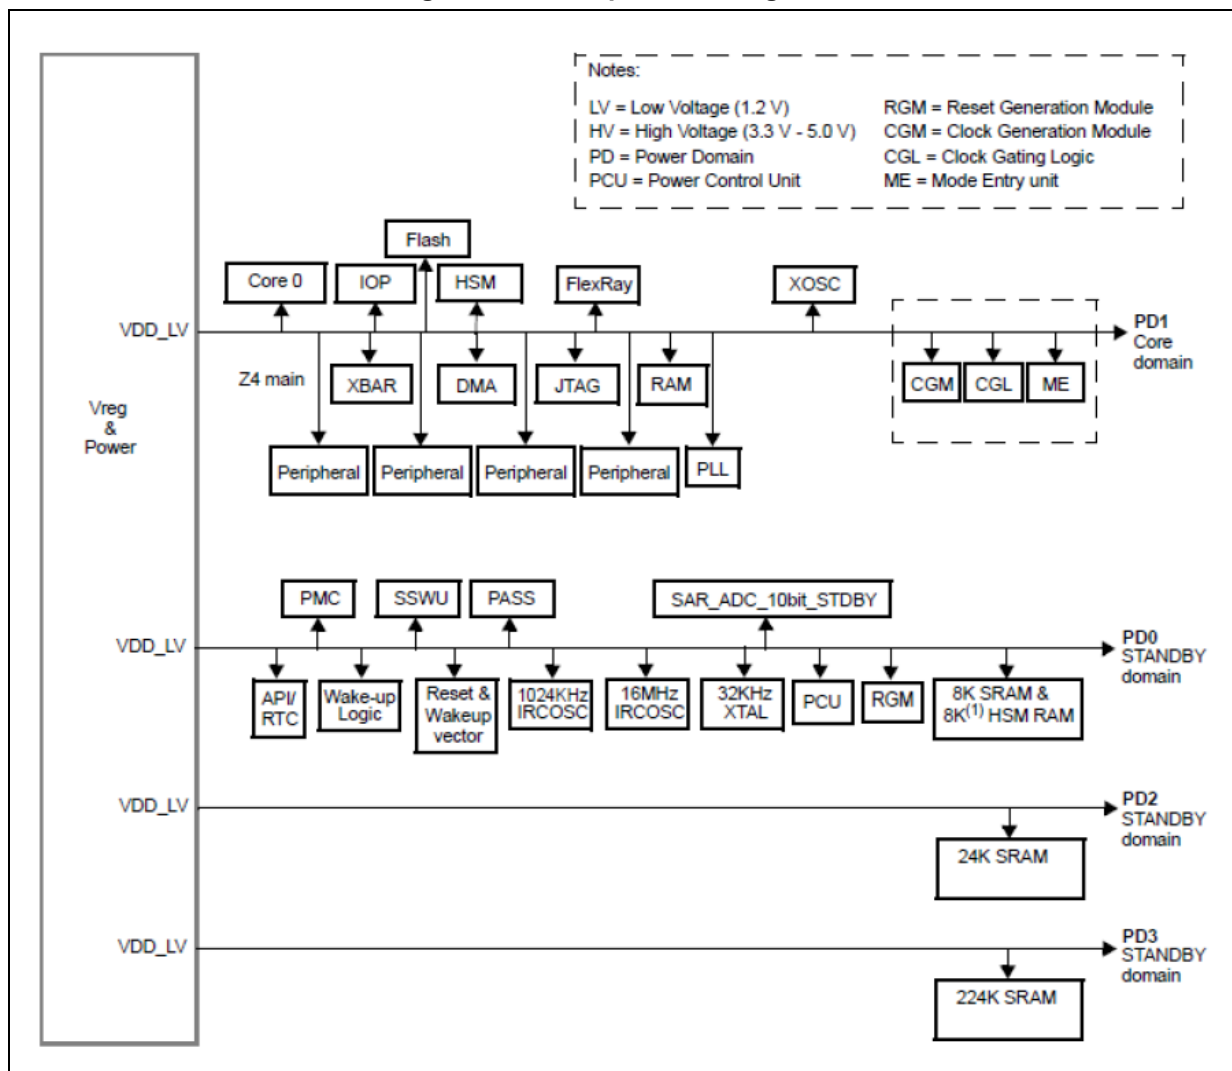 Notes:
LV = Low Voltage (1.2 V)
HV = High Voltage (3.3 V - 5.0 V)
PD = Power Domain
PCU = Power Control Unit
RGM = Reset Generation Module
CGM = Clock Generation Module
CGL = Clock Gating Logic
ME = Mode Entry unit
Vreg
&
Power
VDD_LV
Flash
Core 0
IOP
HSM
FlexRay
XOSC
PD1
Core
domain
Z4 main
XBAR
DMA
JTAG
RAM
CGM
CGL
ME
Peripheral
Peripheral
Peripheral
Peripheral
PLL
VDD_LV
PMC
SSWU
PASS
SAR_ADC_10bit_STDBY
PD0
STANDBY
domain
API/
RTC
Wake-up
Logic
Reset &
Wakeup
vector
1024KHz
IRCOSC
16MHz
IRCOSC
32KHz
XTAL
PCU
RGM
8K SRAM &
8K(1) HSM RAM
VDD_LV
PD2
STANDBY
domain
24K SRAM
VDD_LV
PD3
STANDBY
domain
224K SRAM